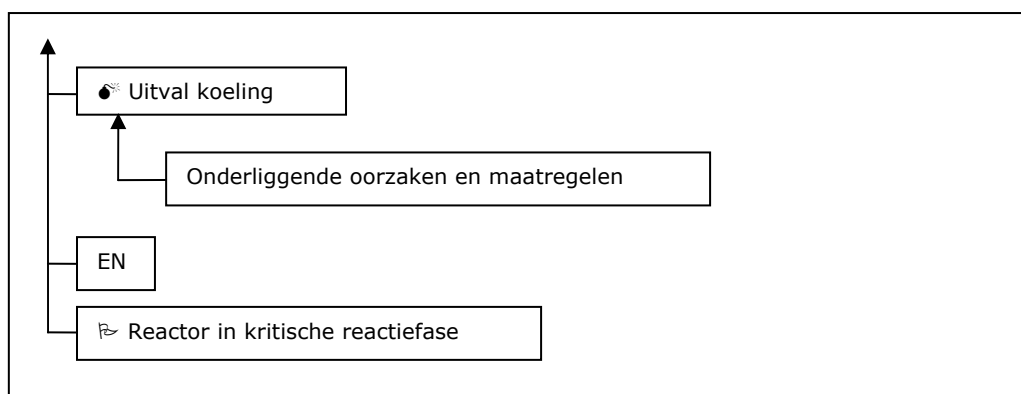 💣 Uitval koeling
Onderliggende oorzaken en maatregelen
EN
🏱 Reactor in kritische reactiefase